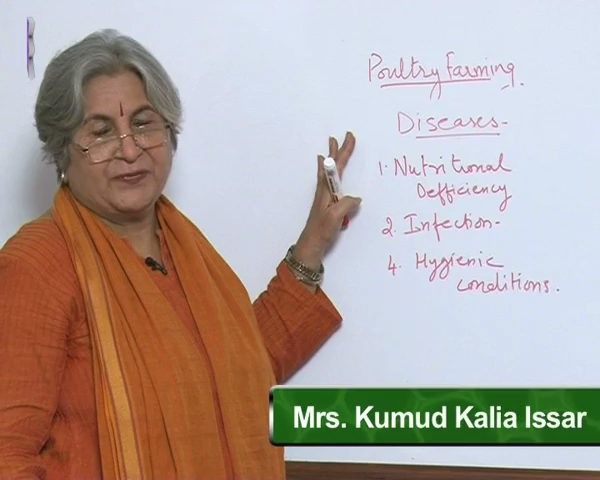 Poultry Farming.
Diseases-
1. Nutritional
Defficiency
2. Infection-
4. Hygienic
conditions.
Mrs. Kumud Kalia Issar